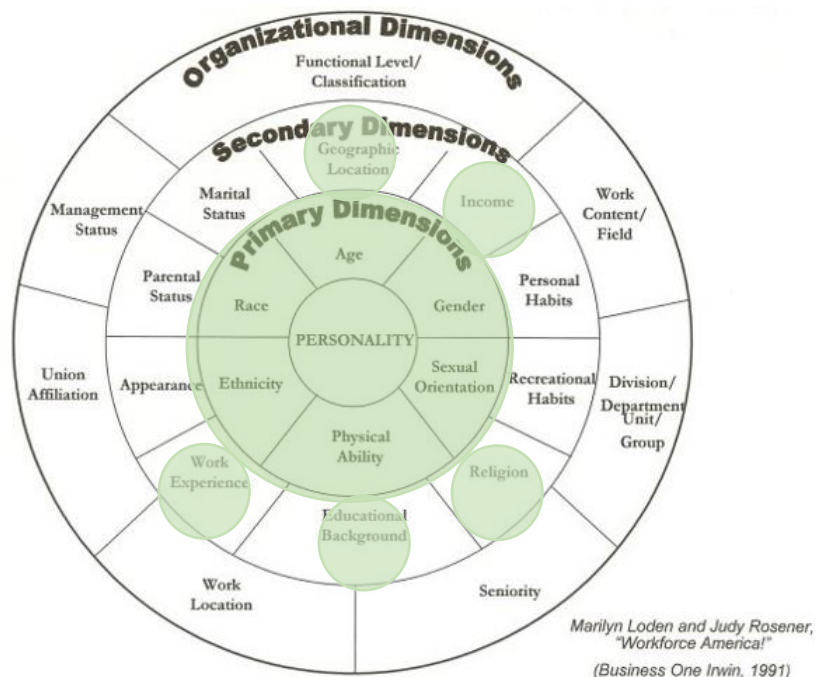 Organizational Dimensions
Functional Level/
Classification
Secondary Dimensions
Geographic
Location
Marital
Status
Income
Management
Status
Work
Content/
Field
Primary Dimensions
Age
Parental
Status
Personal
Habits
Race
Gender
PERSONALITY
Union
Affiliation
Appearance
Ethnicity
Sexual
Orientation
Recreational
Habits
Division/
Department
Unit/
Group
Physical
Ability
Work
Experience
Religion
Educational
Background
Work
Location
Seniority
Marilyn Loden and Judy Rosener,
"Workforce America!"
(Business One Irwin, 1991)